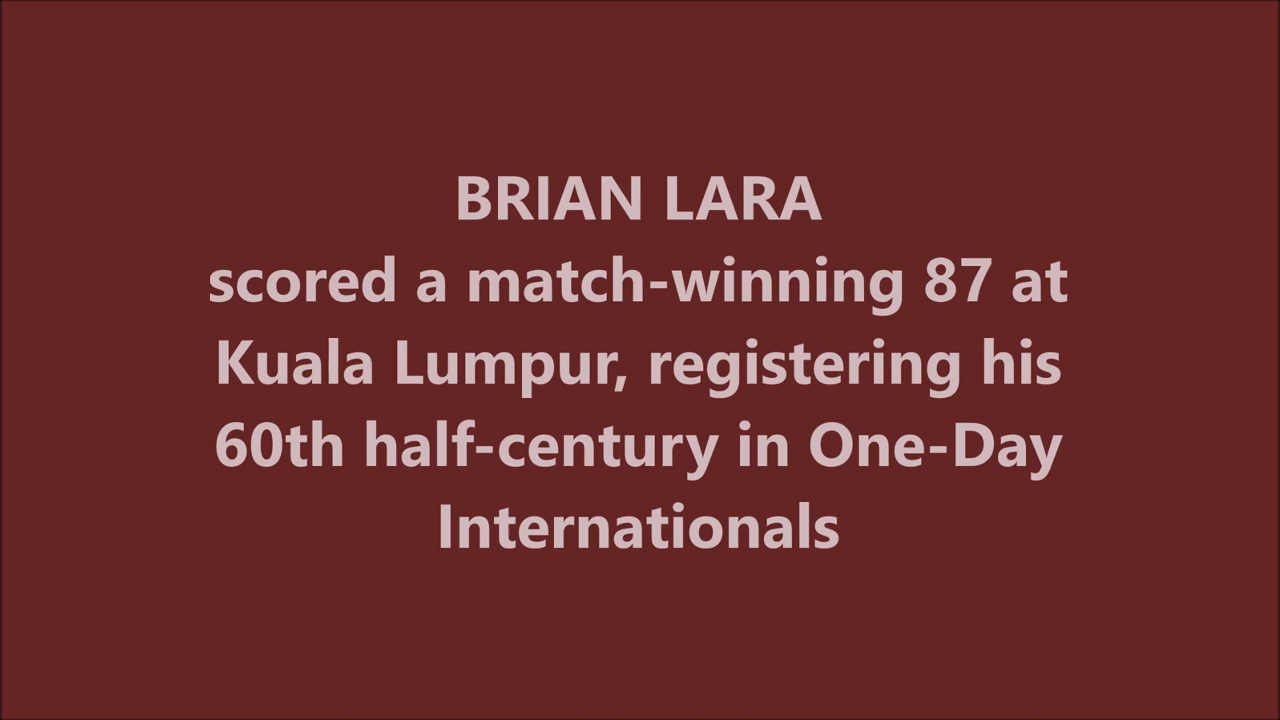 BRIAN LARA
scored a match-winning 87 at
Kuala Lumpur, registering his
60th half-century in One-Day
Internationals